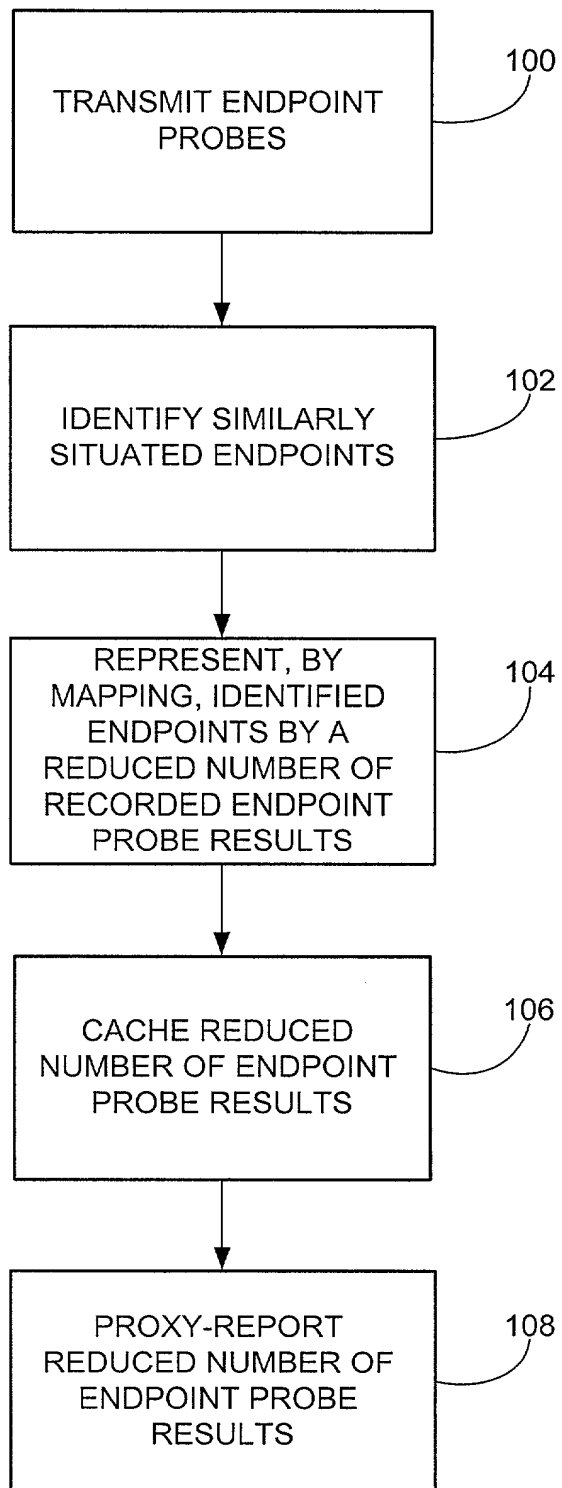 TRANSMIT ENDPOINT
PROBES
100
IDENTIFY SIMILARLY
SITUATED ENDPOINTS
102
REPRESENT, BY
MAPPING, IDENTIFIED
ENDPOINTS BY A
REDUCED NUMBER OF
RECORDED ENDPOINT
PROBE RESULTS
104
CACHE REDUCED
NUMBER OF ENDPOINT
PROBE RESULTS
106
PROXY-REPORT
REDUCED NUMBER OF
ENDPOINT PROBE
RESULTS
108